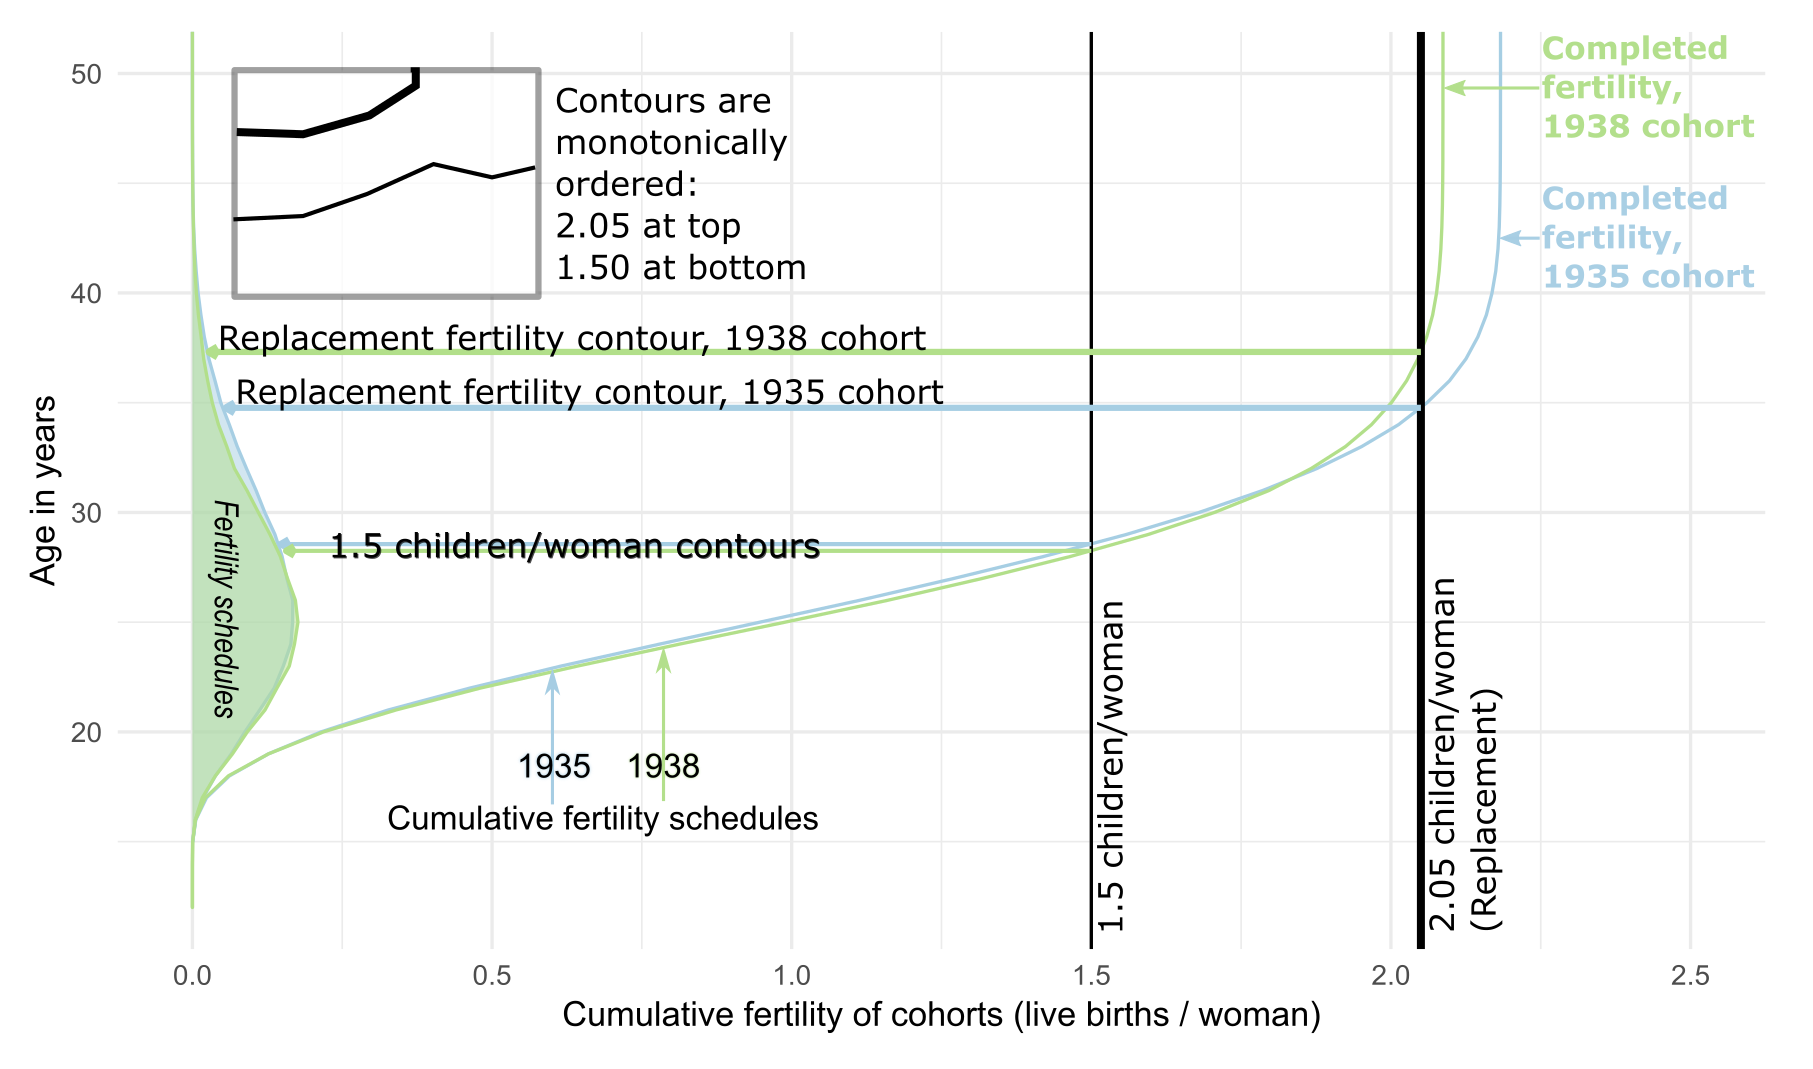 Completed
fertility,
1938 cohort
50
Contours are
monotonically
ordered:
2.05 at top
1.50 at bottom
Completed
fertility,
1935 cohort
40
Replacement fertility contour, 1938 cohort
Replacement fertility contour, 1935 cohort
Age in years
30
1.5 children/woman contours
Fertility schedules
20
1935
1938
Cumulative fertility schedules
1.5 children/woman
2.05 children/woman
(Replacement)
0.0
0.5
1.0
1.5
2.0
2.5
Cumulative fertility of cohorts (live births / woman)